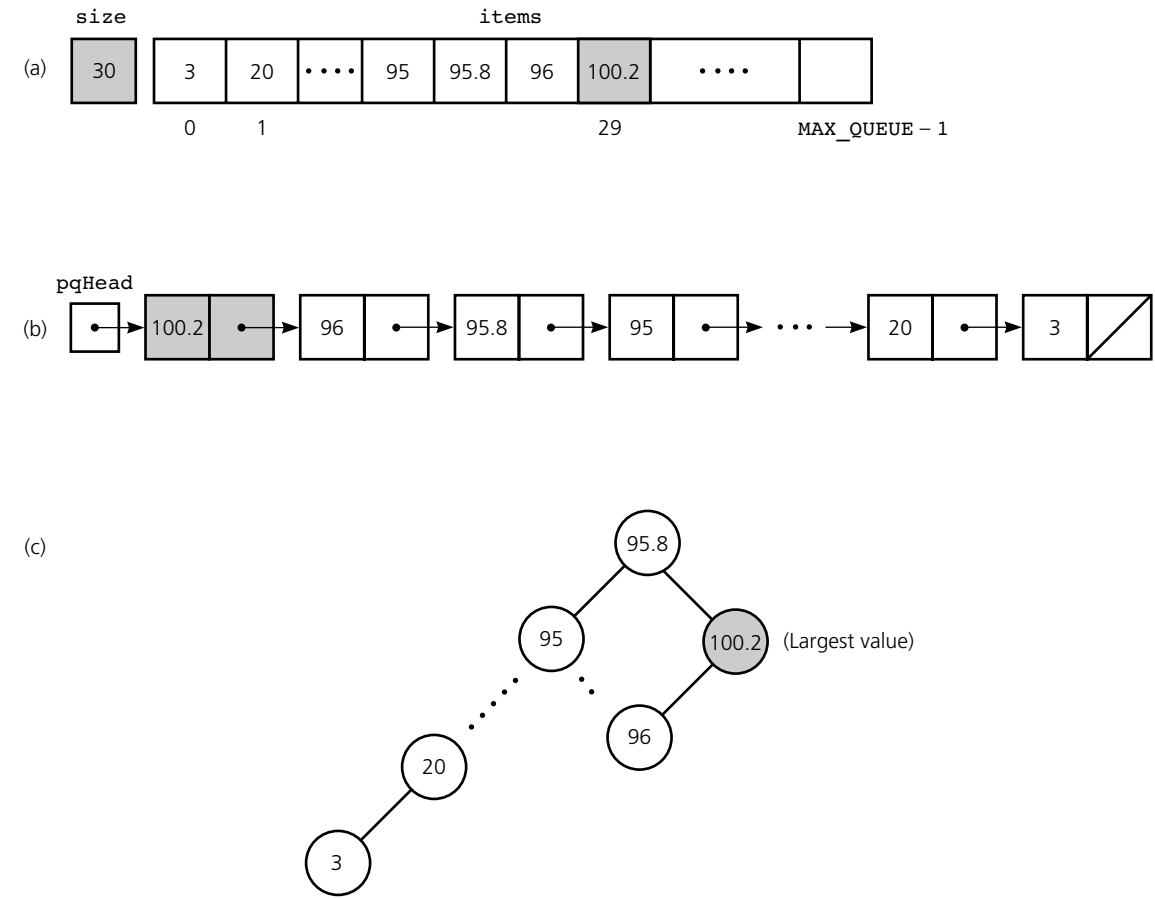 size items
(a) 30 3 20 .... 95 95.8 96 100.2 ....
0 1 29 MAX_QUEUE – 1
pqHead
(b) 100.2 96 95.8 95 ... 20 3
(c)
95.8
95 100.2 (Largest value)
96
20
3